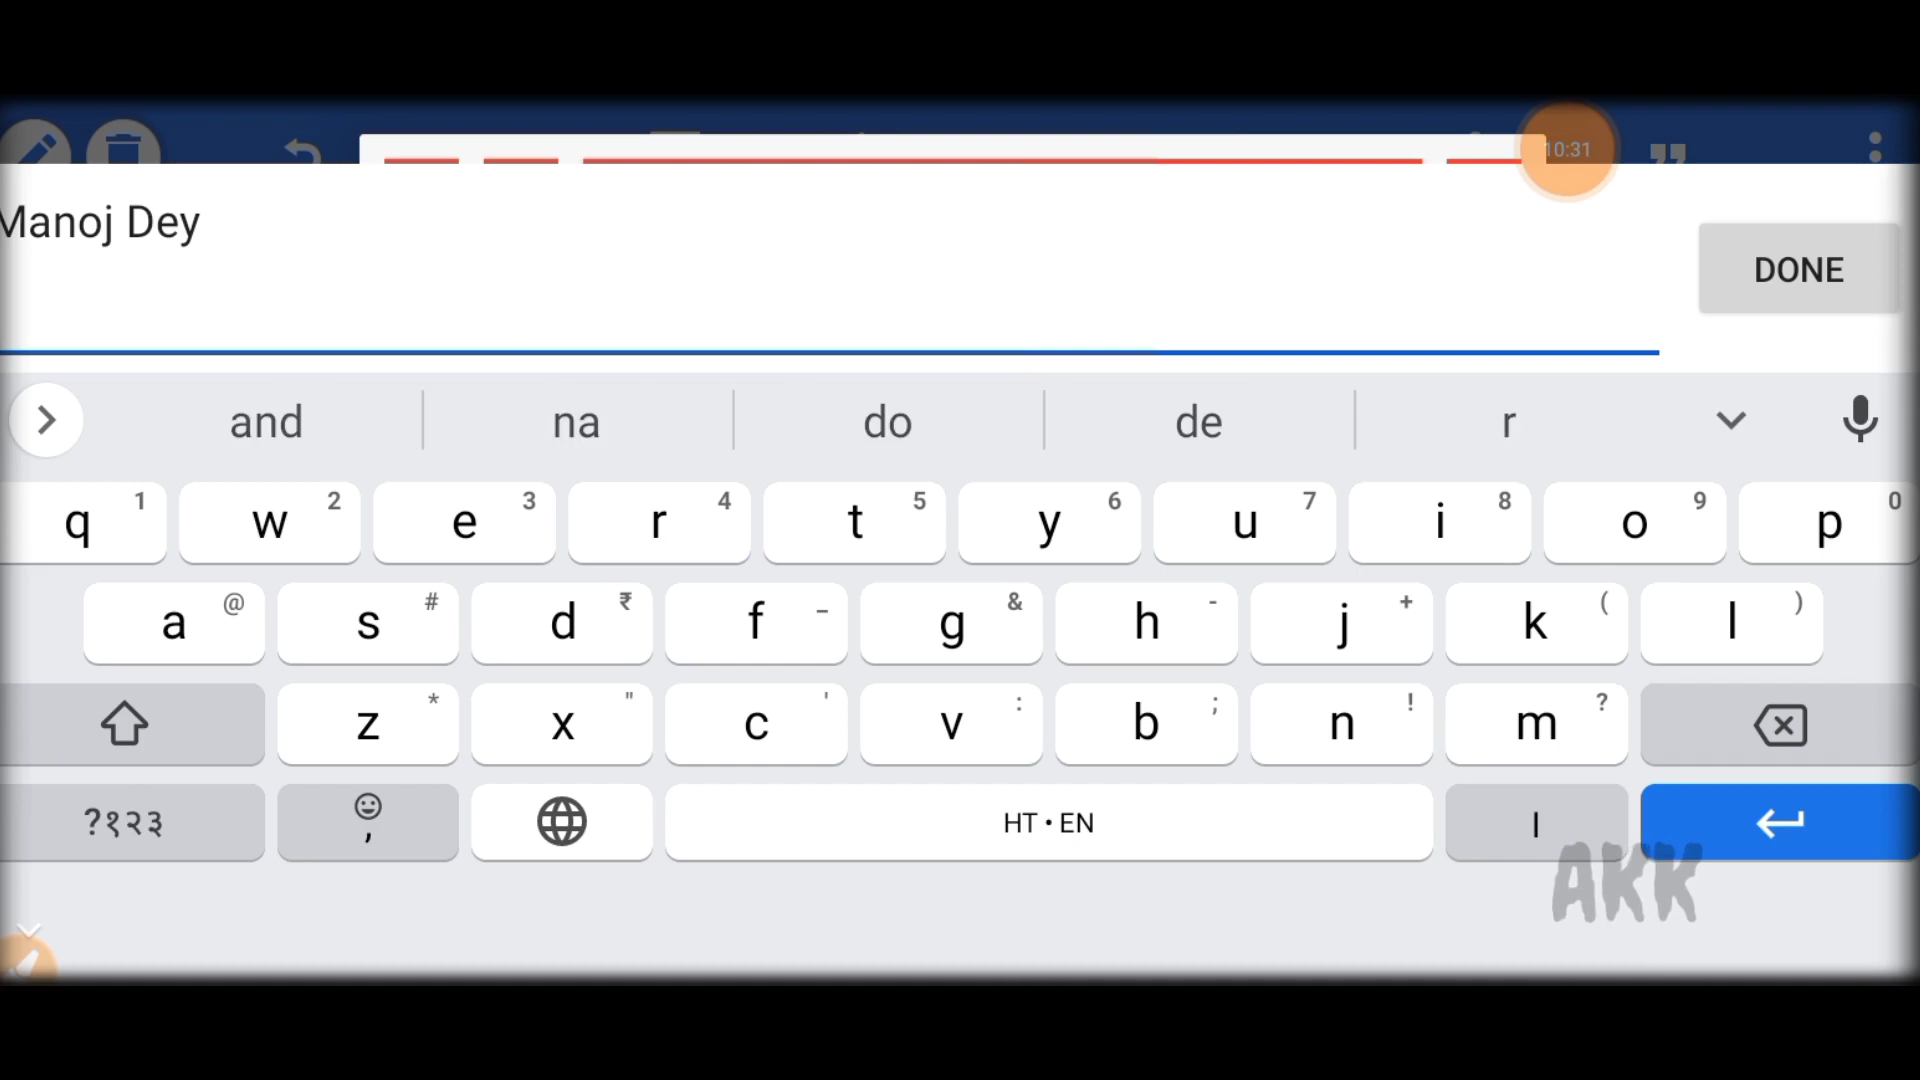 10:31
Manoj Dey
DONE
and na do de r
q 1 w 2 e 3 r 4 t 5 y 6 u 7 i 8 o 9 p 0
a @ s # d ₹ f _ g & h - j + k ( l )
z * x " c ' v : b ; n ! m ?
?१२३ , HT • EN ।
AKK